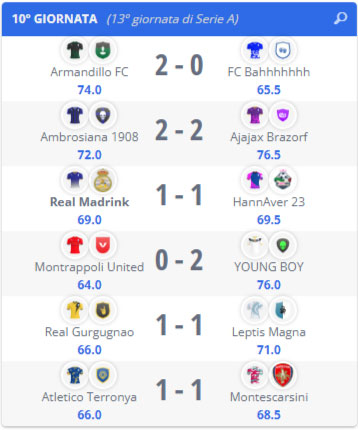 10º GIORNATA (13º giornata di Serie A)
Armandillo FC 2 - 0 FC Bahhhhhhh
74.0 65.5
Ambrosiana 1908 2 - 2 Ajajax Brazorf
72.0 76.5
Real Madrink 1 - 1 HannAver 23
69.0 69.5
Montrappoli United 0 - 2 YOUNG BOY
64.0 76.0
Real Gurgugnao 1 - 1 Leptis Magna
66.0 71.0
Atletico Terronya 1 - 1 Montescarsini
66.0 68.5